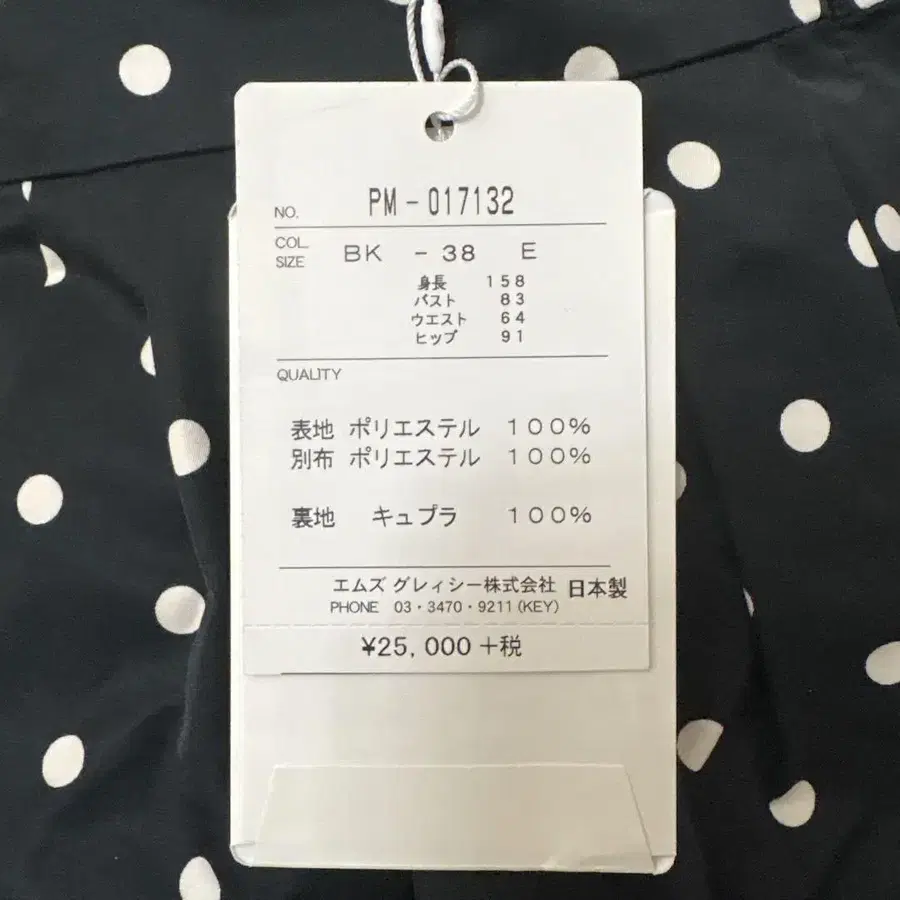 NO. PM-017132
COL. SIZE BK - 38 E
身長 158
バスト 83
ウエスト 64
ヒップ 91
QUALITY
表地 ポリエステル 100%
別布 ポリエステル 100%
裏地 キュプラ 100%
エムズ グレィシー株式会社 日本製
PHONE 03・3470・9211(KEY)
¥25,000+税